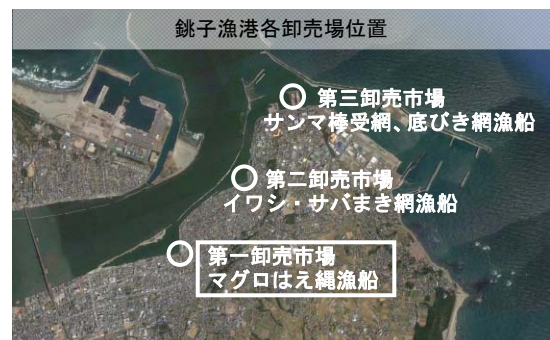 銚子漁港各卸売場位置
第三卸売市場
サンマ棒受網、底びき網漁船
第二卸売市場
イワシ・サバまき網漁船
第一卸売市場
マグロはえ縄漁船